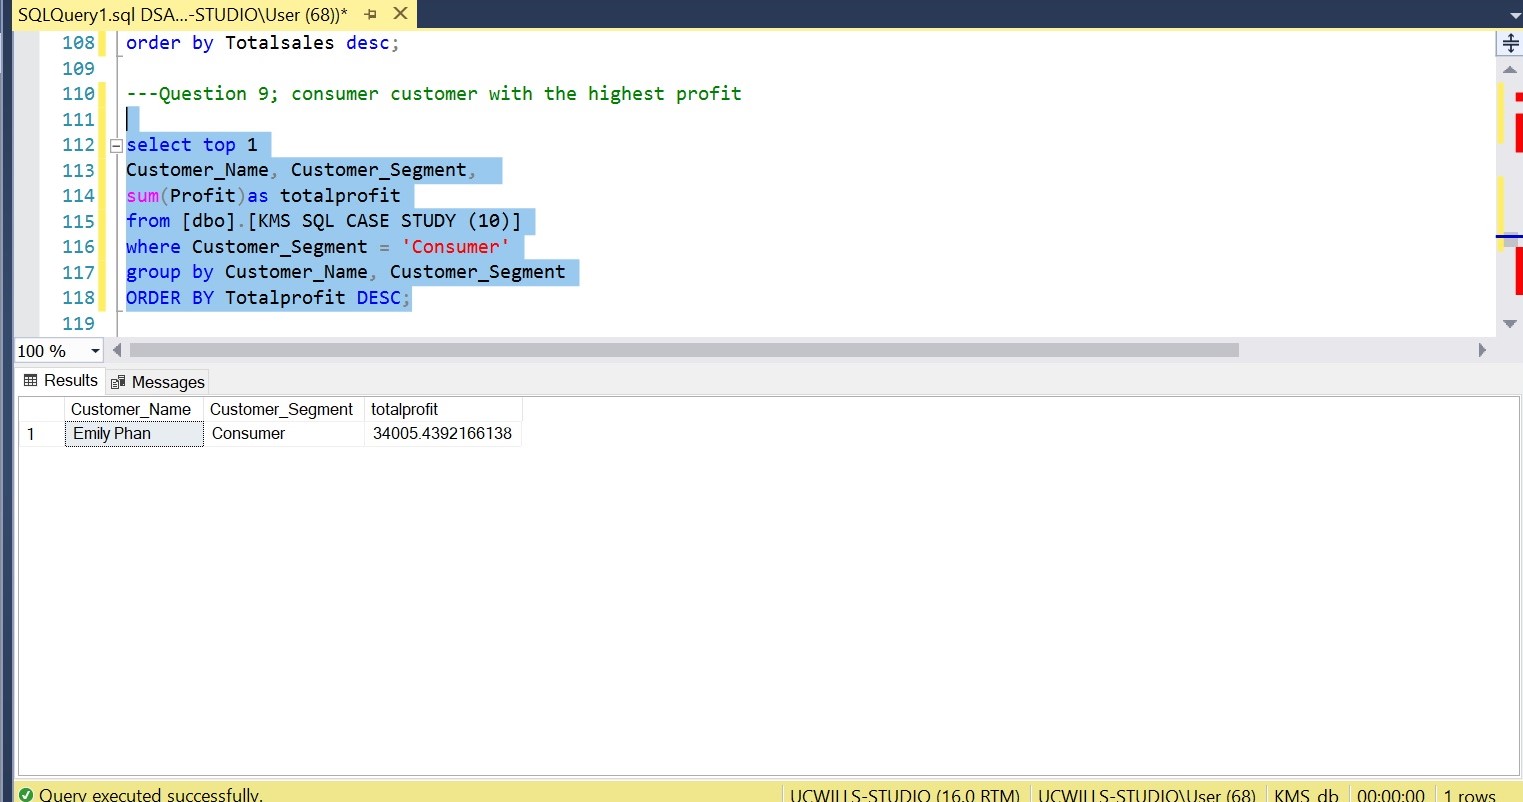 SQLQuery1.sql DSA...-STUDIO\User (68))*
108 order by Totalsales desc;
109
110 ---Question 9; consumer customer with the highest profit
111
112 select top 1
113 Customer_Name, Customer_Segment,
114 sum(Profit)as totalprofit
115 from [dbo].[KMS SQL CASE STUDY (10)]
116 where Customer_Segment = 'Consumer'
117 group by Customer_Name, Customer_Segment
118 ORDER BY Totalprofit DESC;
119
100 %
Results Messages
Customer_Name Customer_Segment totalprofit
1 Emily Phan Consumer 34005.4392166138
Query executed successfully. UCWILLS-STUDIO (16.0 RTM) UCWILLS-STUDIO\User (68) KMS_db 00:00:00 1 rows